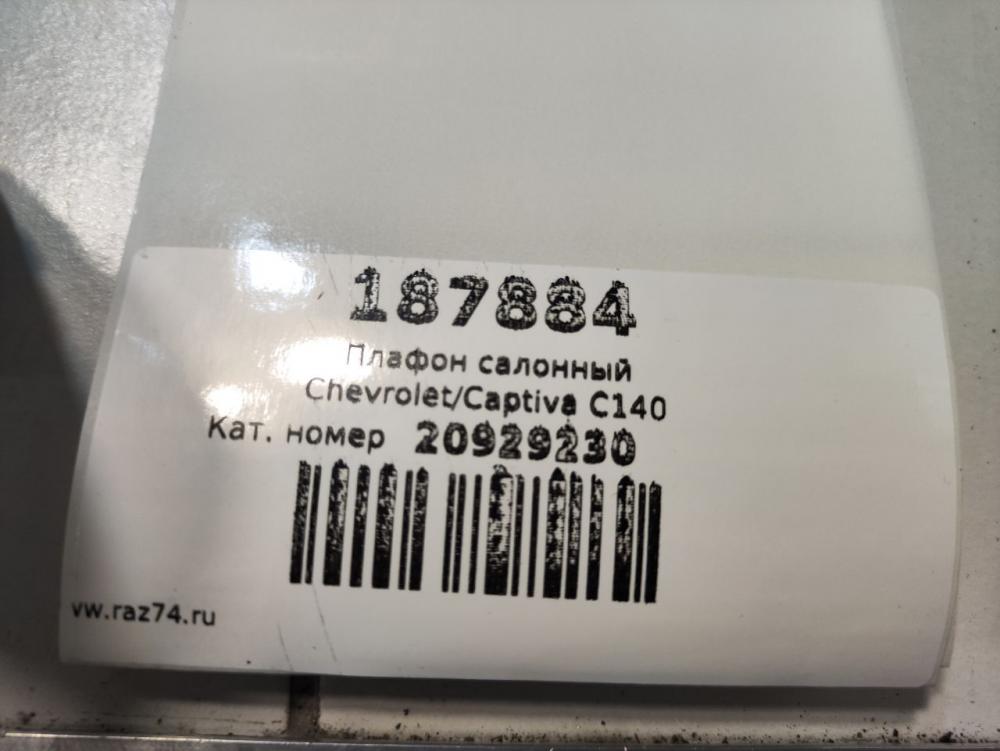 187884
Плафон салонный
Chevrolet/Captiva C140
Кат. номер 20929230
vw.raz74.ru